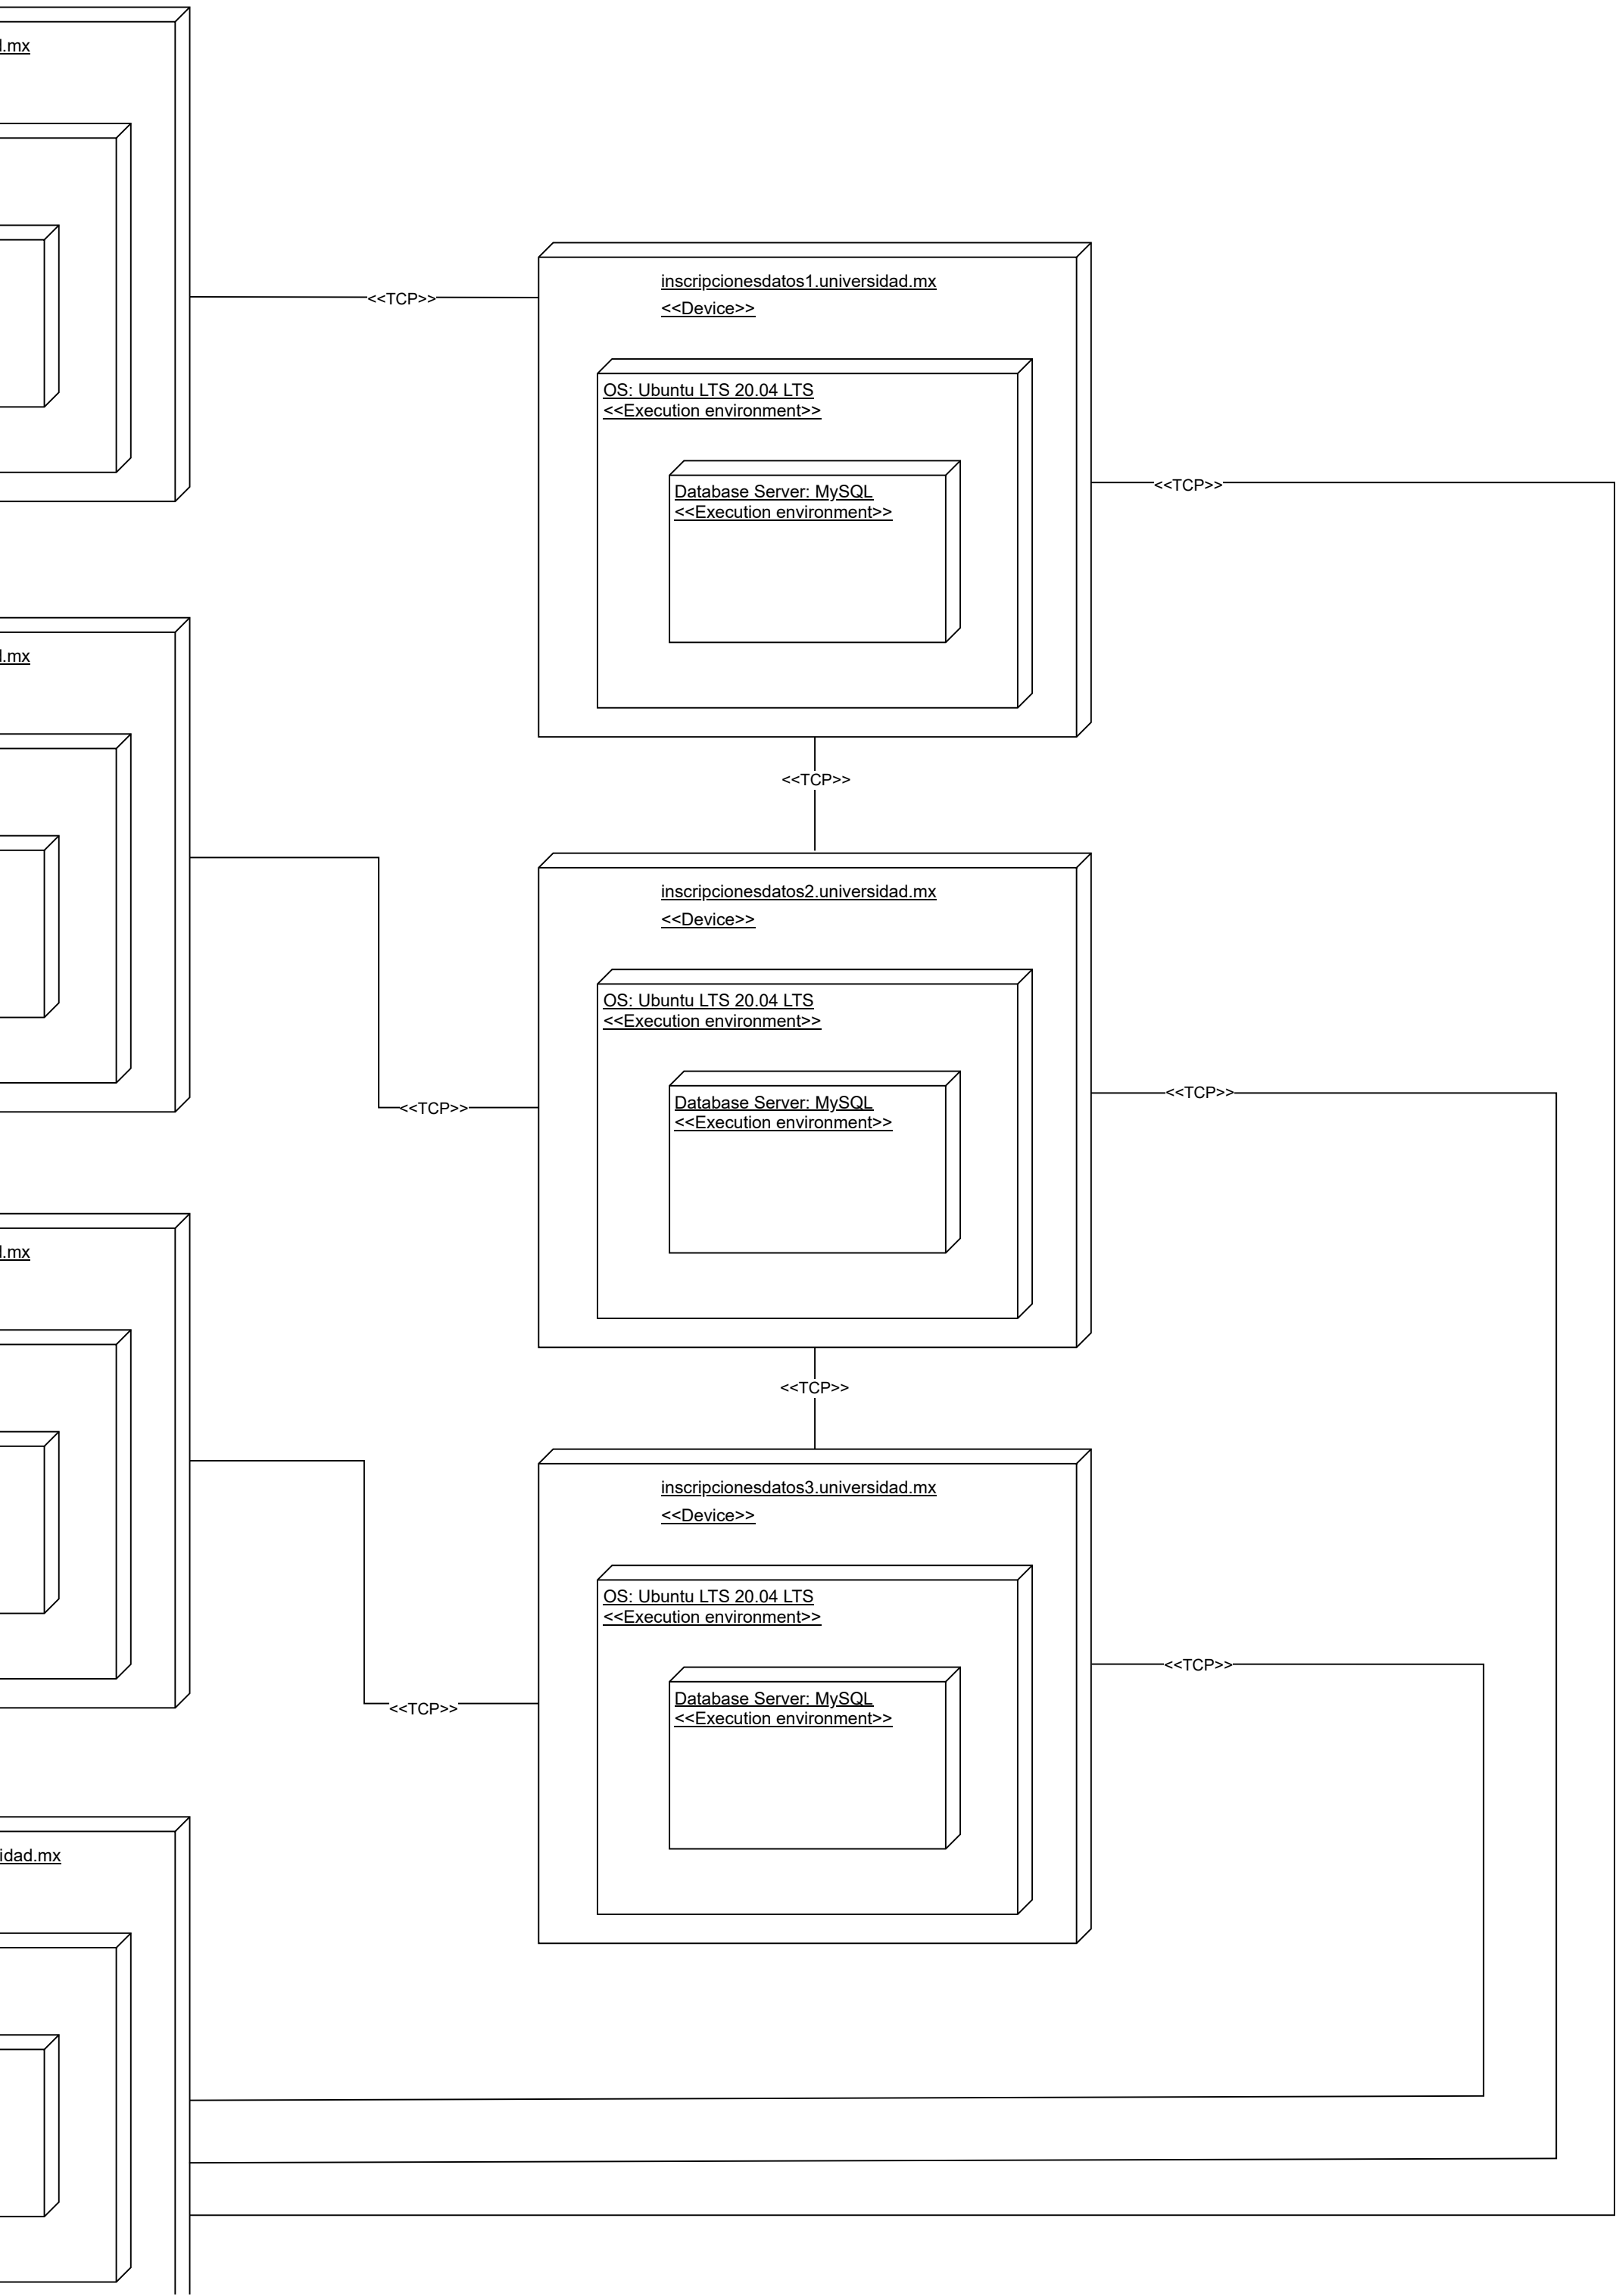 l.mx
inscripcionesdatos1.universidad.mx
<<Device>>
<<TCP>>
OS: Ubuntu LTS 20.04 LTS
<<Execution environment>>
Database Server: MySQL
<<Execution environment>>
<<TCP>>
<<TCP>>
l.mx
inscripcionesdatos2.universidad.mx
<<Device>>
OS: Ubuntu LTS 20.04 LTS
<<Execution environment>>
Database Server: MySQL
<<Execution environment>>
<<TCP>>
<<TCP>>
<<TCP>>
l.mx
inscripcionesdatos3.universidad.mx
<<Device>>
OS: Ubuntu LTS 20.04 LTS
<<Execution environment>>
Database Server: MySQL
<<Execution environment>>
<<TCP>>
<<TCP>>
idad.mx